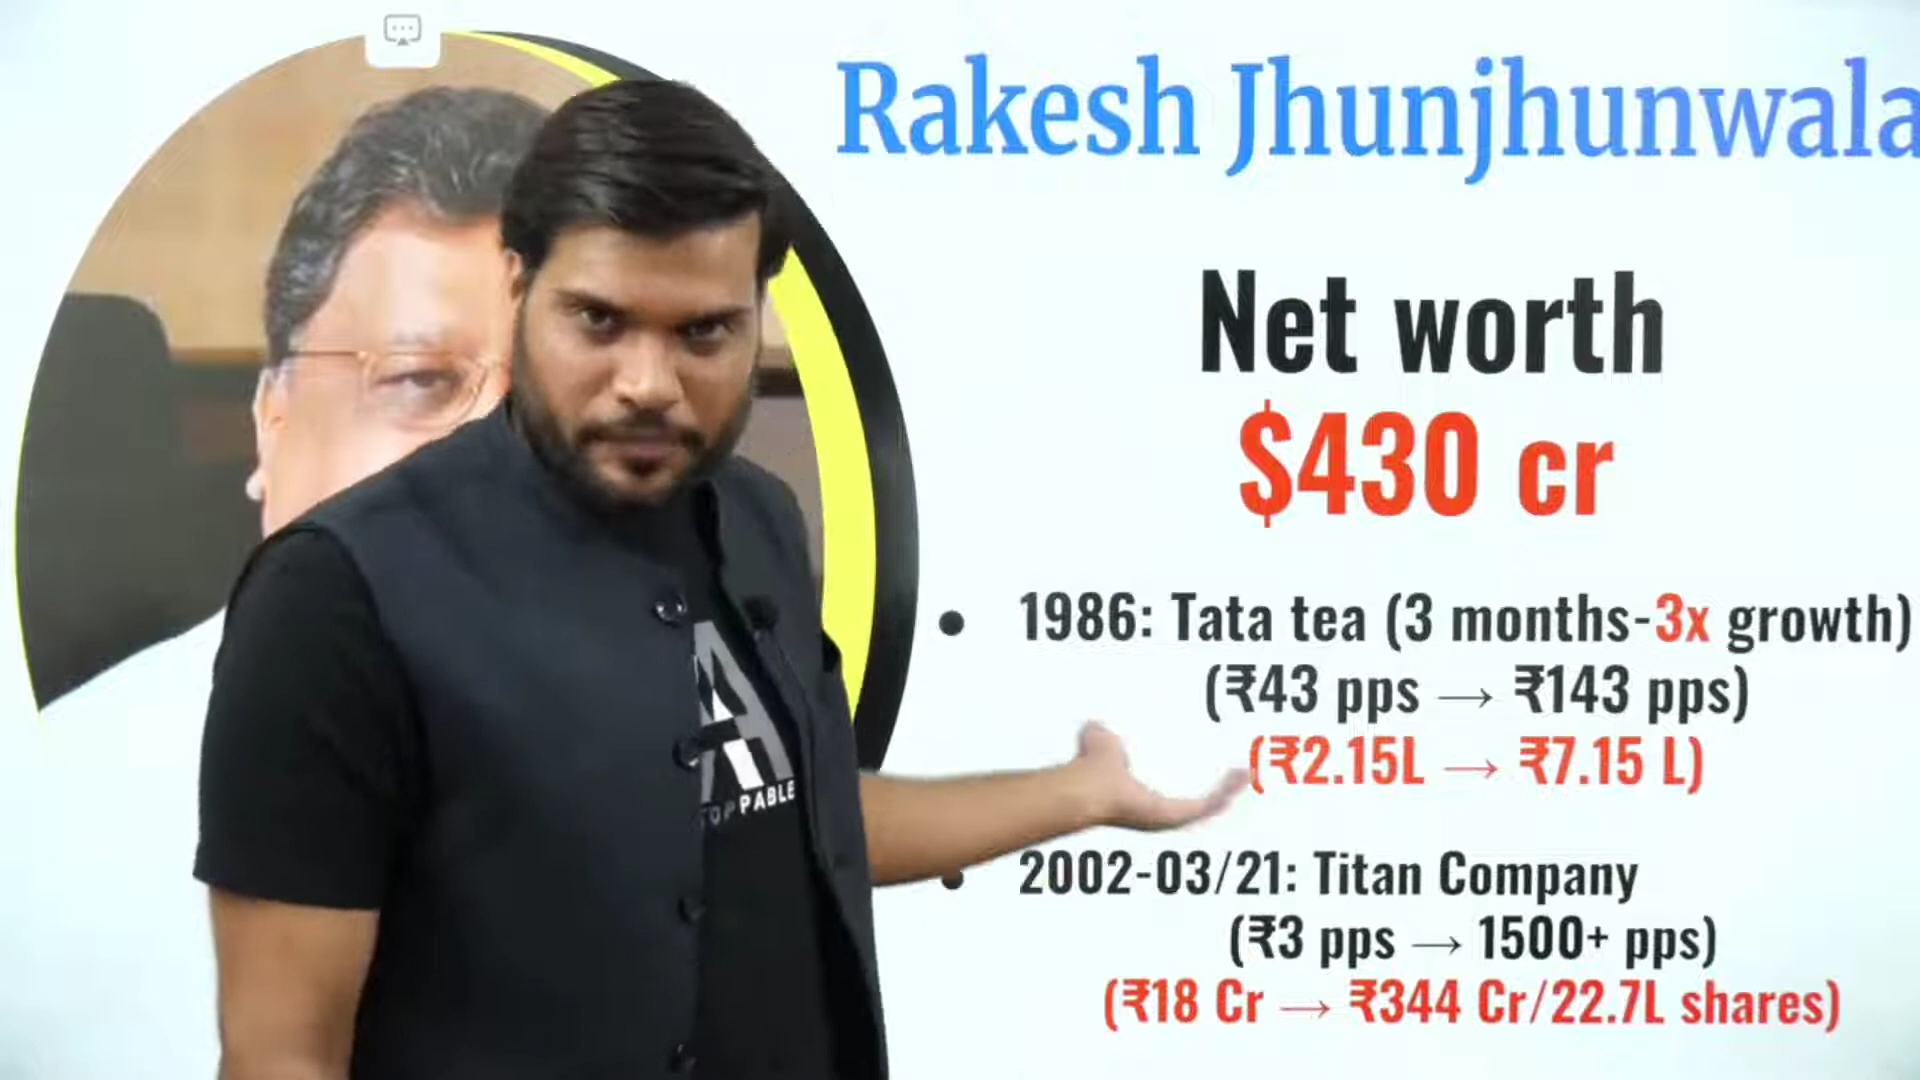 Rakesh Jhunjhunwala
Net worth
$430 cr
• 1986: Tata tea (3 months-3x growth)
(₹43 pps → ₹143 pps)
(₹2.15L → ₹7.15 L)
• 2002-03/21: Titan Company
(₹3 pps → 1500+ pps)
(₹18 Cr → ₹344 Cr/22.7L shares)
A
TOPPABLE